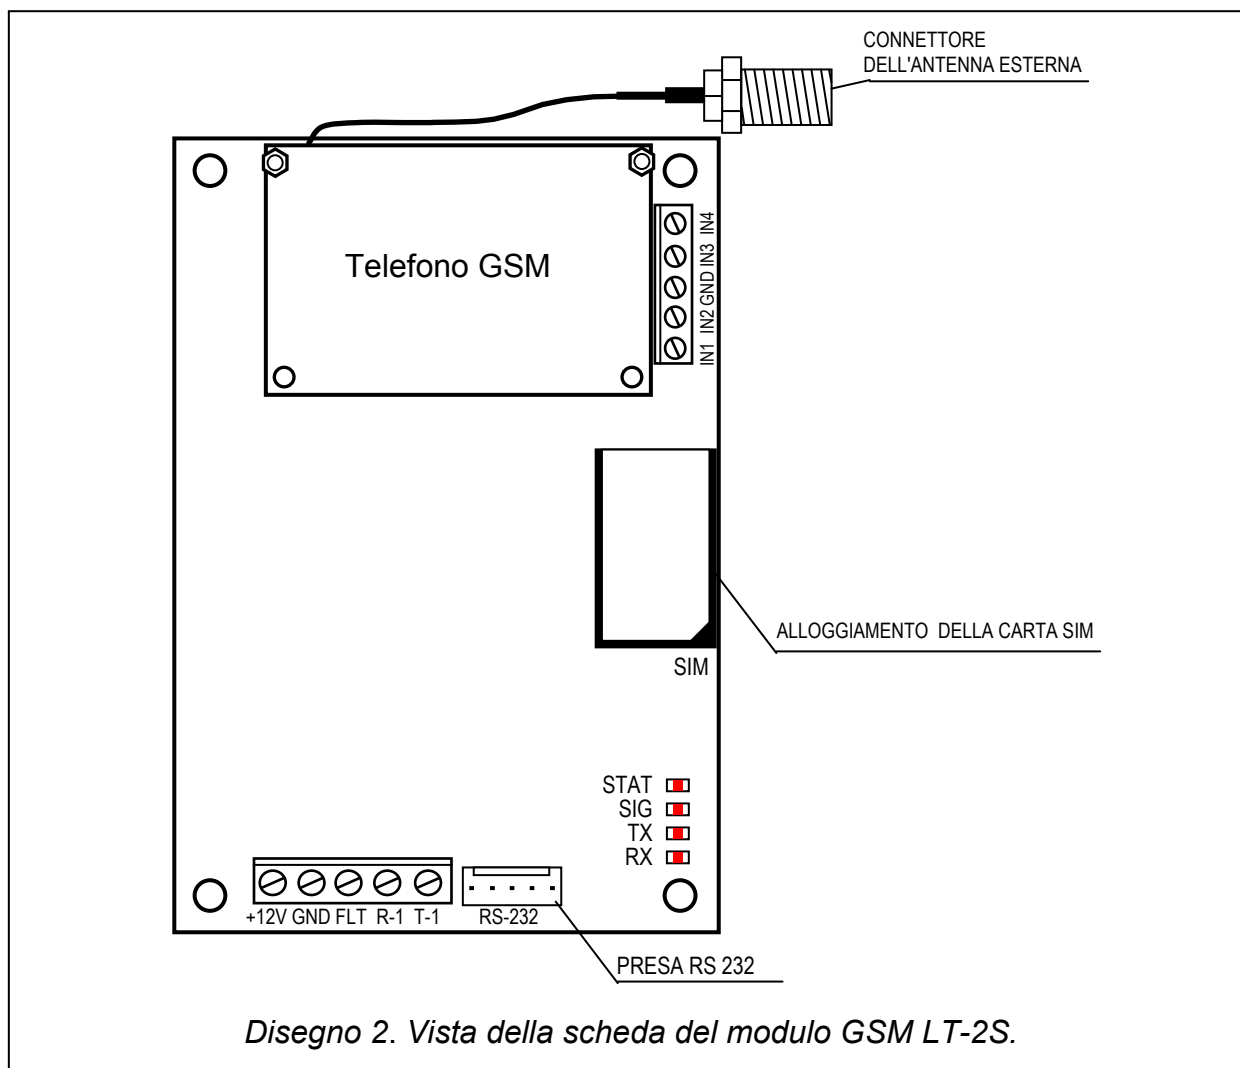 CONNETTORE
DELL'ANTENNA ESTERNA
Telefono GSM
IN1 IN2 GND IN3 IN4
ALLOGGIAMENTO DELLA CARTA SIM
SIM
STAT
SIG
TX
RX
+12V GND FLT R-1 T-1
RS-232
PRESA RS 232
Disegno 2. Vista della scheda del modulo GSM LT-2S.